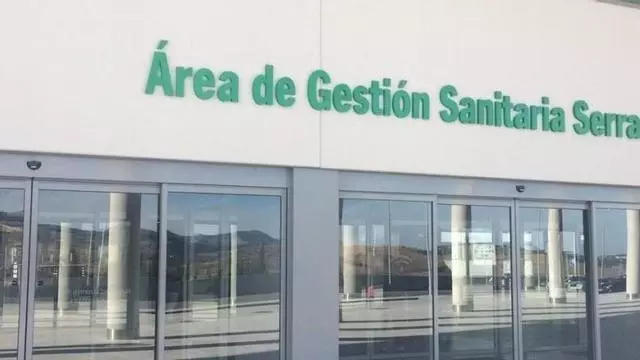 Área de Gestión Sanitaria Serra